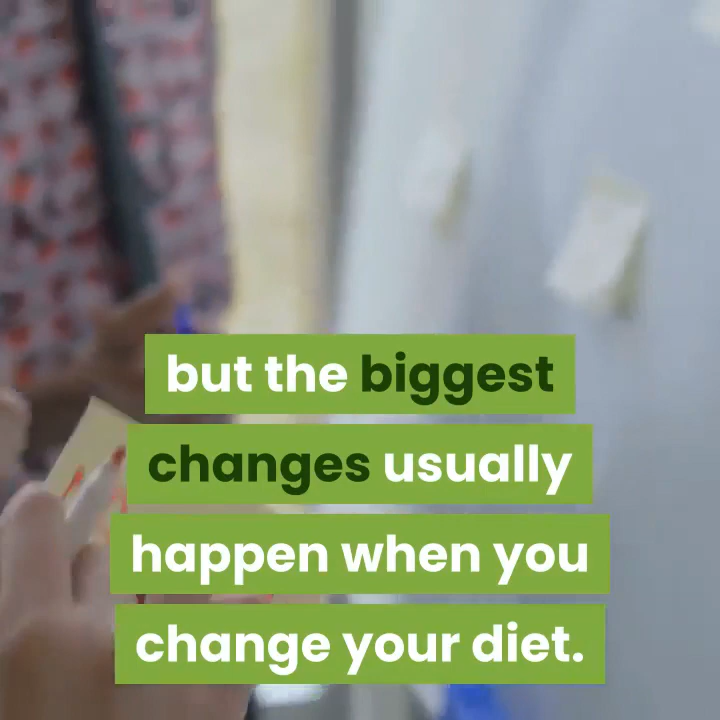 but the biggest
changes usually
happen when you
change your diet.